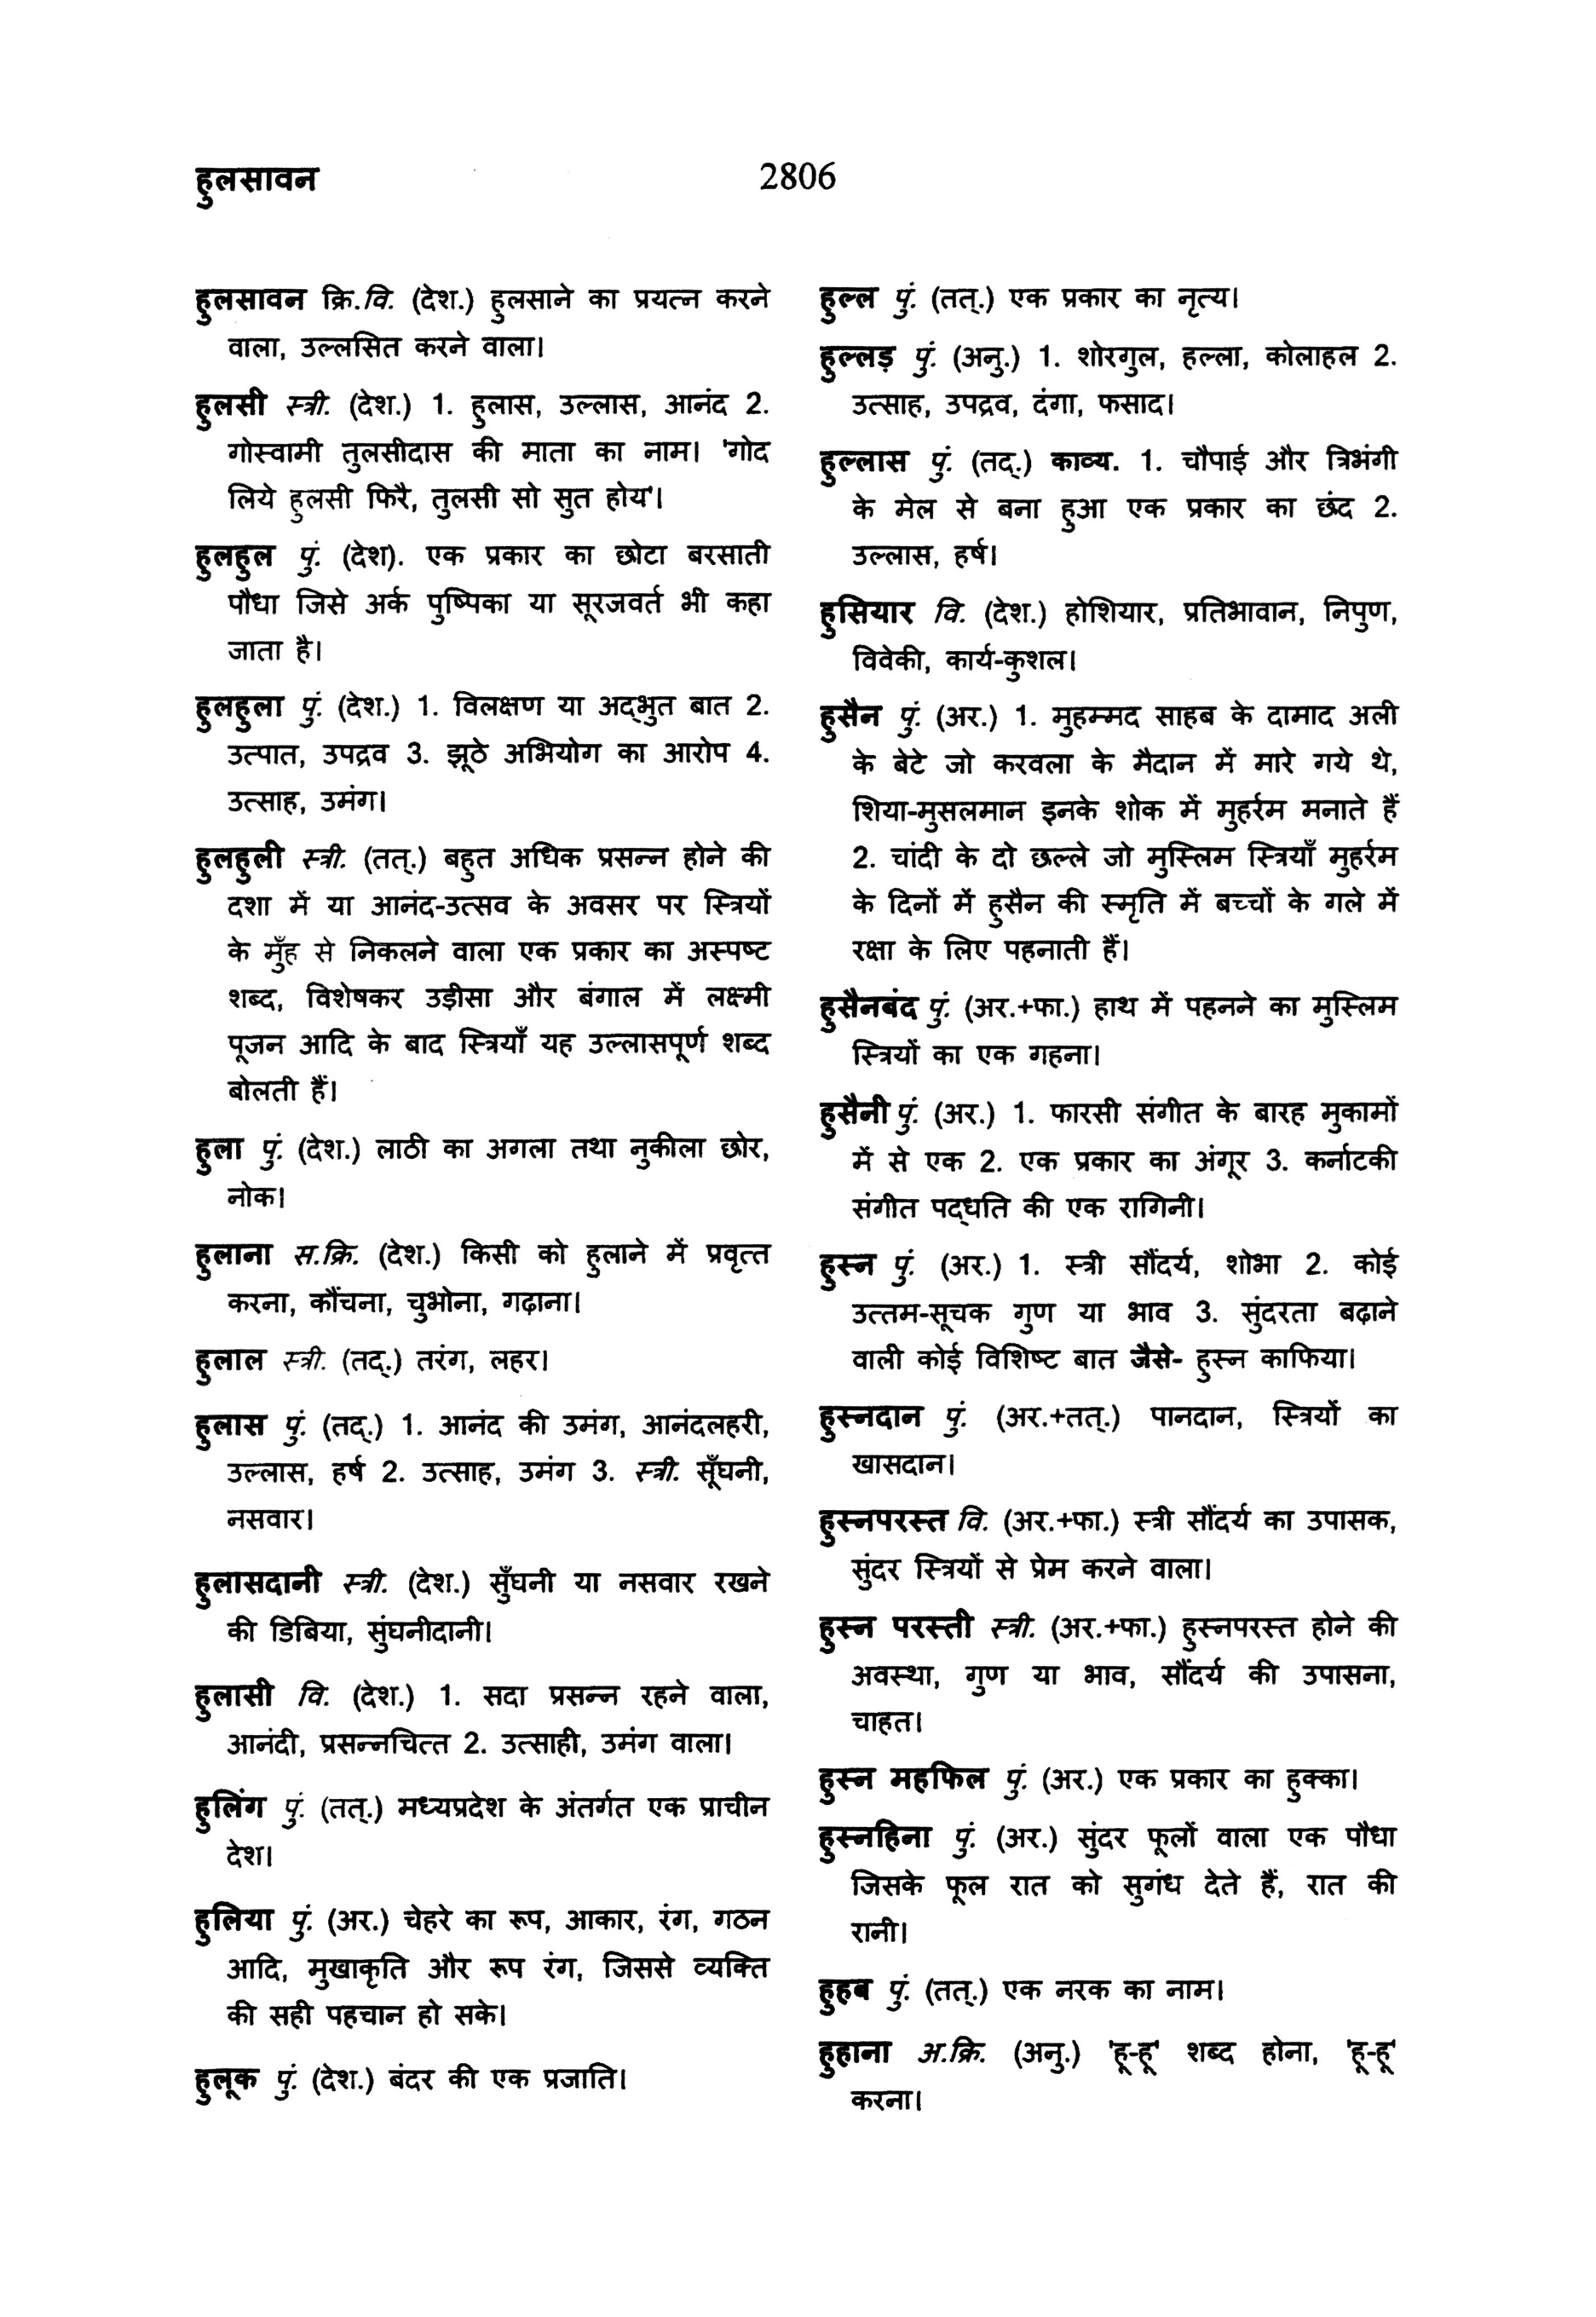 हुलसावन
2806
हुलसावन क्रि.वि. (देश.) हुलसाने का प्रयत्न करने
वाला, उल्लसित करने वाला।
हुलसी स्त्री. (देश.) 1. हुलास, उल्लास, आनंद 2.
गोस्वामी तुलसीदास की माता का नाम। 'गोद
लिये हुलसी फिरै, तुलसी सो सुत होय'।
हुलहुल पुं. (देश). एक प्रकार का छोटा बरसाती
पौधा जिसे अर्क पुष्पिका या सूरजवर्त भी कहा
जाता है।
हुलहुला पुं. (देश.) 1. विलक्षण या अद्‌भुत बात 2.
उत्पात, उपद्रव 3. झूठे अभियोग का आरोप 4.
उत्साह, उमंग।
हुलहुली स्त्री. (तत्.) बहुत अधिक प्रसन्न होने की
दशा में या आनंद-उत्सव के अवसर पर स्त्रियों
के मुँह से निकलने वाला एक प्रकार का अस्पष्ट
शब्द, विशेषकर उड़ीसा और बंगाल में लक्ष्मी
पूजन आदि के बाद स्त्रियाँ यह उल्लासपूर्ण शब्द
बोलती हैं।
हुला पुं. (देश.) लाठी का अगला तथा नुकीला छोर,
नोक।
हुलाना स.क्रि. (देश.) किसी को हुलाने में प्रवृत्त
करना, कौंचना, चुभोना, गढ़ाना।
हुलाल स्त्री. (तद्.) तरंग, लहर।
हुलास पुं. (तद्.) 1. आनंद की उमंग, आनंदलहरी,
उल्लास, हर्ष 2. उत्साह, उमंग 3. स्त्री. सूँघनी,
नसवार।
हुलासदानी स्त्री. (देश.) सुँघनी या नसवार रखने
की डिबिया, सुंघनीदानी।
हुलासी वि. (देश.) 1. सदा प्रसन्न रहने वाला,
आनंदी, प्रसन्नचित्त 2. उत्साही, उमंग वाला।
हुलिंग पुं. (तत्.) मध्यप्रदेश के अंतर्गत एक प्राचीन
देश।
हुलिया पुं. (अर.) चेहरे का रूप, आकार, रंग, गठन
आदि, मुखाकृति और रूप रंग, जिससे व्यक्ति
की सही पहचान हो सके।
हुलूक पुं. (देश.) बंदर की एक प्रजाति।
हुल्ल पुं. (तत्.) एक प्रकार का नृत्य।
हुल्लड़ पुं. (अनु.) 1. शोरगुल, हल्ला, कोलाहल 2.
उत्साह, उपद्रव, दंगा, फसाद।
हुल्लास पुं. (तद्.) काव्य. 1. चौपाई और त्रिभंगी
के मेल से बना हुआ एक प्रकार का छंद 2.
उल्लास, हर्ष।
हुसियार वि. (देश.) होशियार, प्रतिभावान, निपुण,
विवेकी, कार्य-कुशल।
हुसैन पुं. (अर.) 1. मुहम्मद साहब के दामाद अली
के बेटे जो करवला के मैदान में मारे गये थे,
शिया-मुसलमान इनके शोक में मुहर्रम मनाते हैं
2. चांदी के दो छल्ले जो मुस्लिम स्त्रियाँ मुहर्रम
के दिनों में हुसैन की स्मृति में बच्चों के गले में
रक्षा के लिए पहनाती हैं।
हुसैनबंद पुं. (अर.+फा.) हाथ में पहनने का मुस्लिम
स्त्रियों का एक गहना।
हुसैनी पुं. (अर.) 1. फारसी संगीत के बारह मुकामों
में से एक 2. एक प्रकार का अंगूर 3. कर्नाटकी
संगीत पद्‌धति की एक रागिनी।
हुस्न पुं. (अर.) 1. स्त्री सौंदर्य, शोभा 2. कोई
उत्तम-सूचक गुण या भाव 3. सुंदरता बढ़ाने
वाली कोई विशिष्ट बात जैसे- हुस्न काफिया।
हुस्नदान पुं. (अर.+तत्.) पानदान, स्त्रियों का
खासदान।
हुस्नपरस्त वि. (अर.+फा.) स्त्री सौंदर्य का उपासक,
सुंदर स्त्रियों से प्रेम करने वाला।
हुस्न परस्ती स्त्री. (अर.+फा.) हुस्नपरस्त होने की
अवस्था, गुण या भाव, सौंदर्य की उपासना,
चाहत।
हुस्न महफिल पुं. (अर.) एक प्रकार का हुक्का।
हुस्नहिना पुं. (अर.) सुंदर फूलों वाला एक पौधा
जिसके फूल रात को सुगंध देते हैं, रात की
रानी।
हुहब पुं. (तत्.) एक नरक का नाम।
हुहाना अ.क्रि. (अनु.) 'हू-हू' शब्द होना, 'हू-हू'
करना।